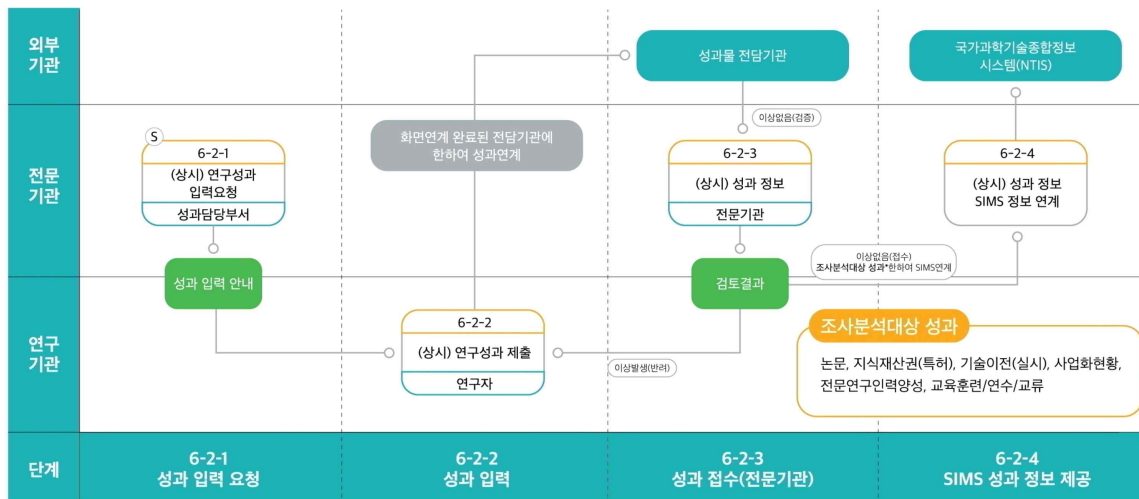 외부
기관
성과물 전담기관
국가과학기술종합정보
시스템(NTIS)
전문
기관
S
6-2-1
(상시) 연구성과
입력요청
성과담당부서
화면연계 완료된 전담기관에
한하여 성과연계
이상없음(검증)
6-2-3
(상시) 성과 정보
전문기관
6-2-4
(상시) 성과 정보
SIMS 정보 연계
이상없음(접수)
조사분석대상 성과*한하여 SIMS연계
성과 입력 안내
검토결과
연구
기관
6-2-2
(상시) 연구성과 제출
연구자
이상발생(반려)
조사분석대상 성과
논문, 지식재산권(특허), 기술이전(실시), 사업화현황,
전문연구인력양성, 교육훈련/연수/교류
단계
6-2-1
성과 입력 요청
6-2-2
성과 입력
6-2-3
성과 접수(전문기관)
6-2-4
SIMS 성과 정보 제공